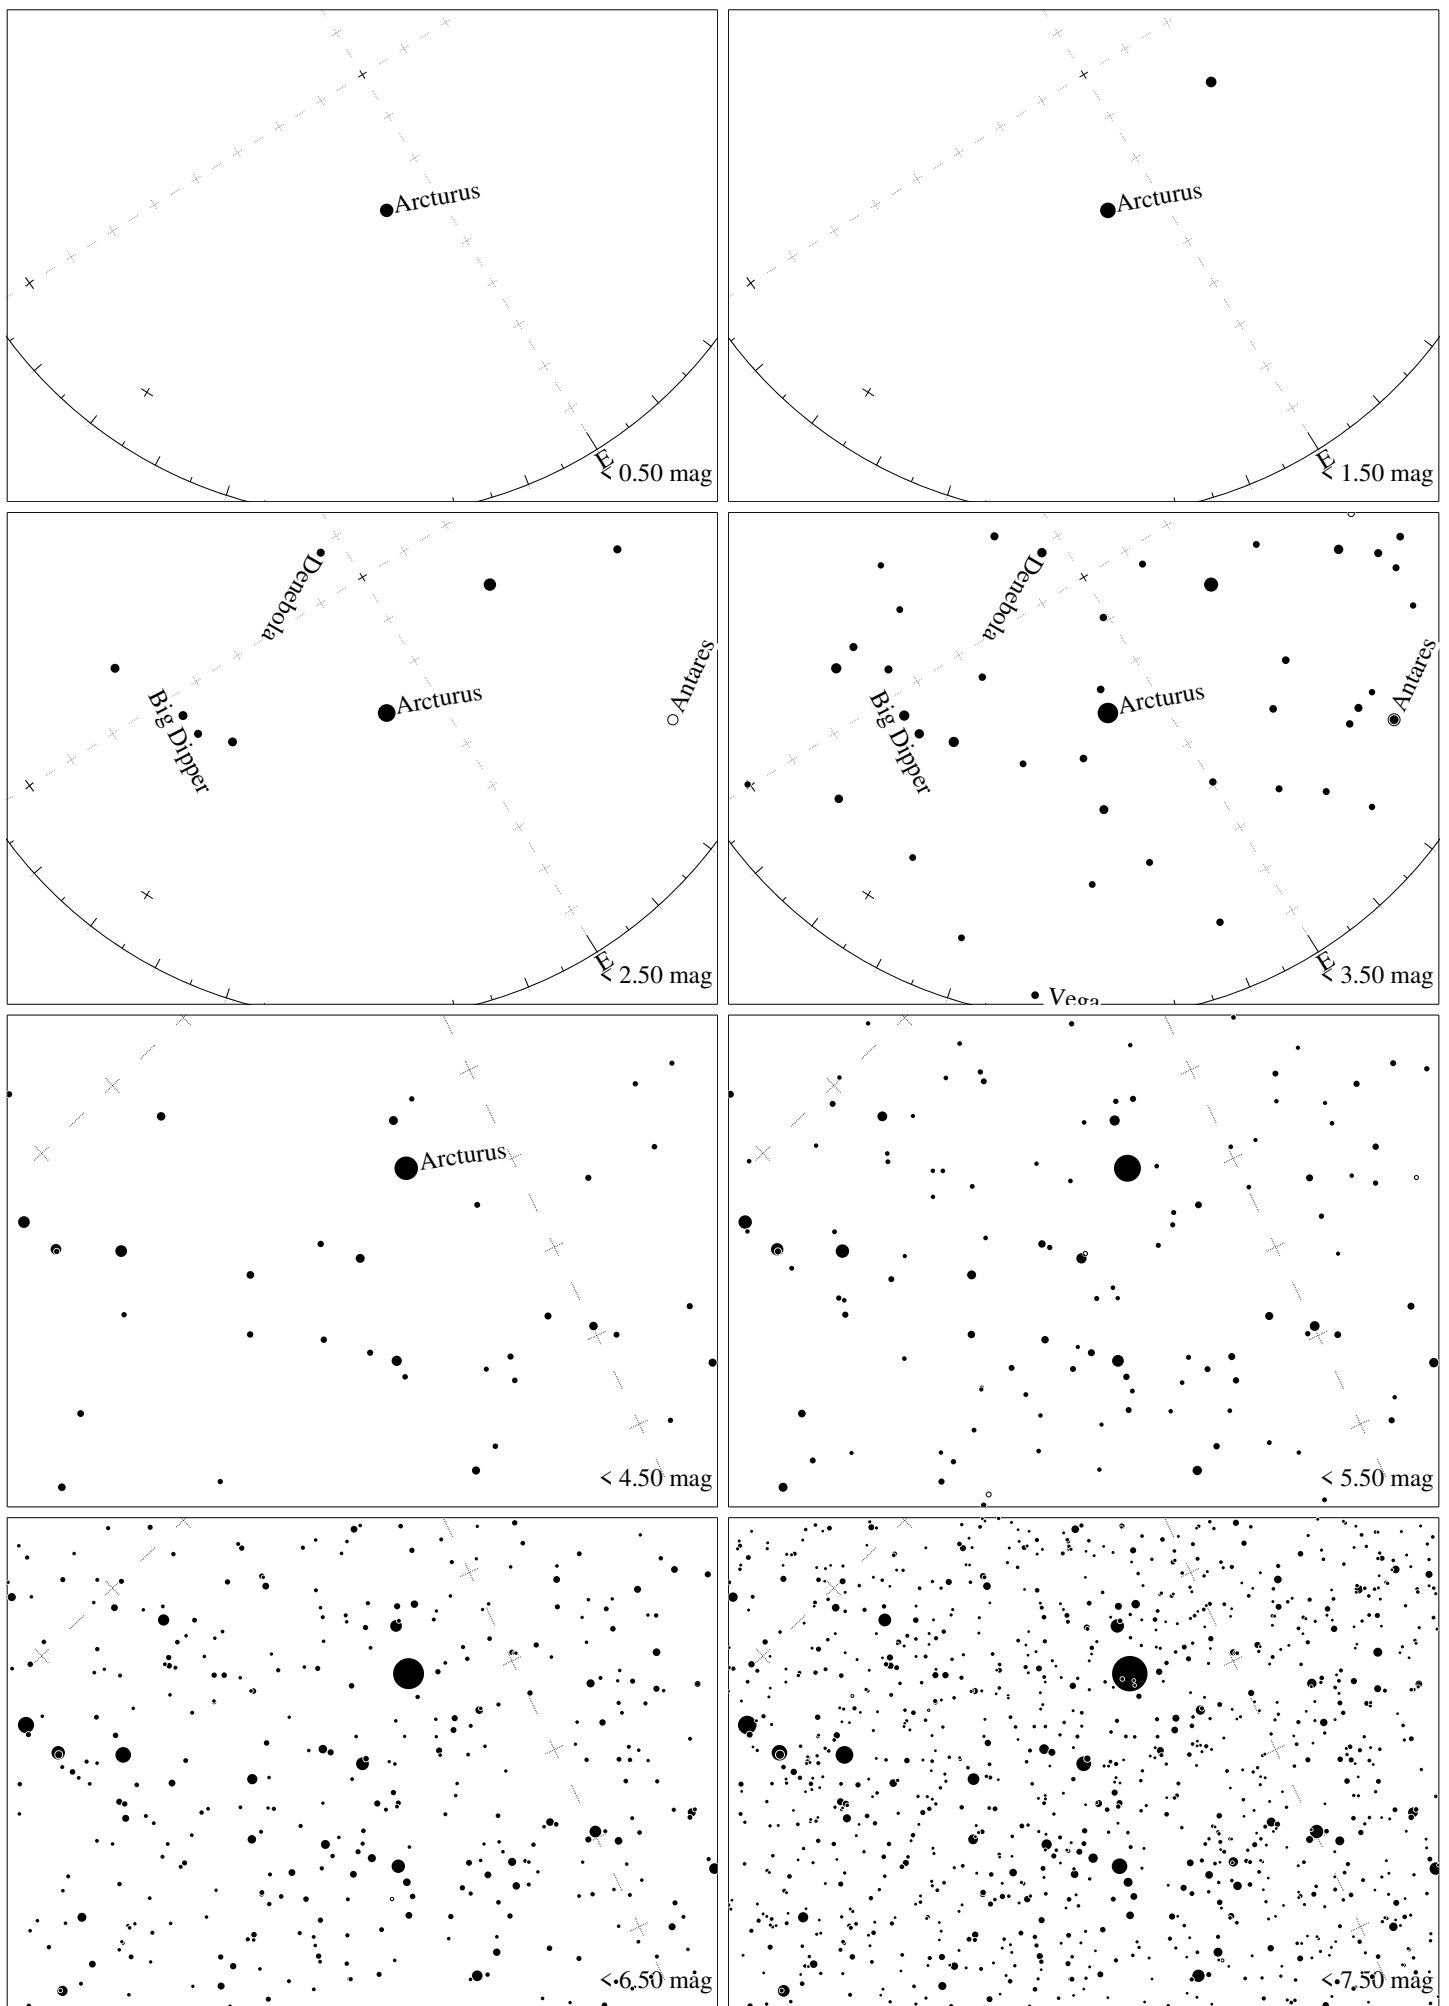 Arcturus
E
< 0.50 mag
Arcturus
E
< 1.50 mag
Denebola
Big Dipper
Arcturus
Antares
E
< 2.50 mag
Denebola
Big Dipper
Arcturus
Antares
E
Vega
< 3.50 mag
Arcturus
< 4.50 mag
< 5.50 mag
< 6.50 mag
< 7.50 mag